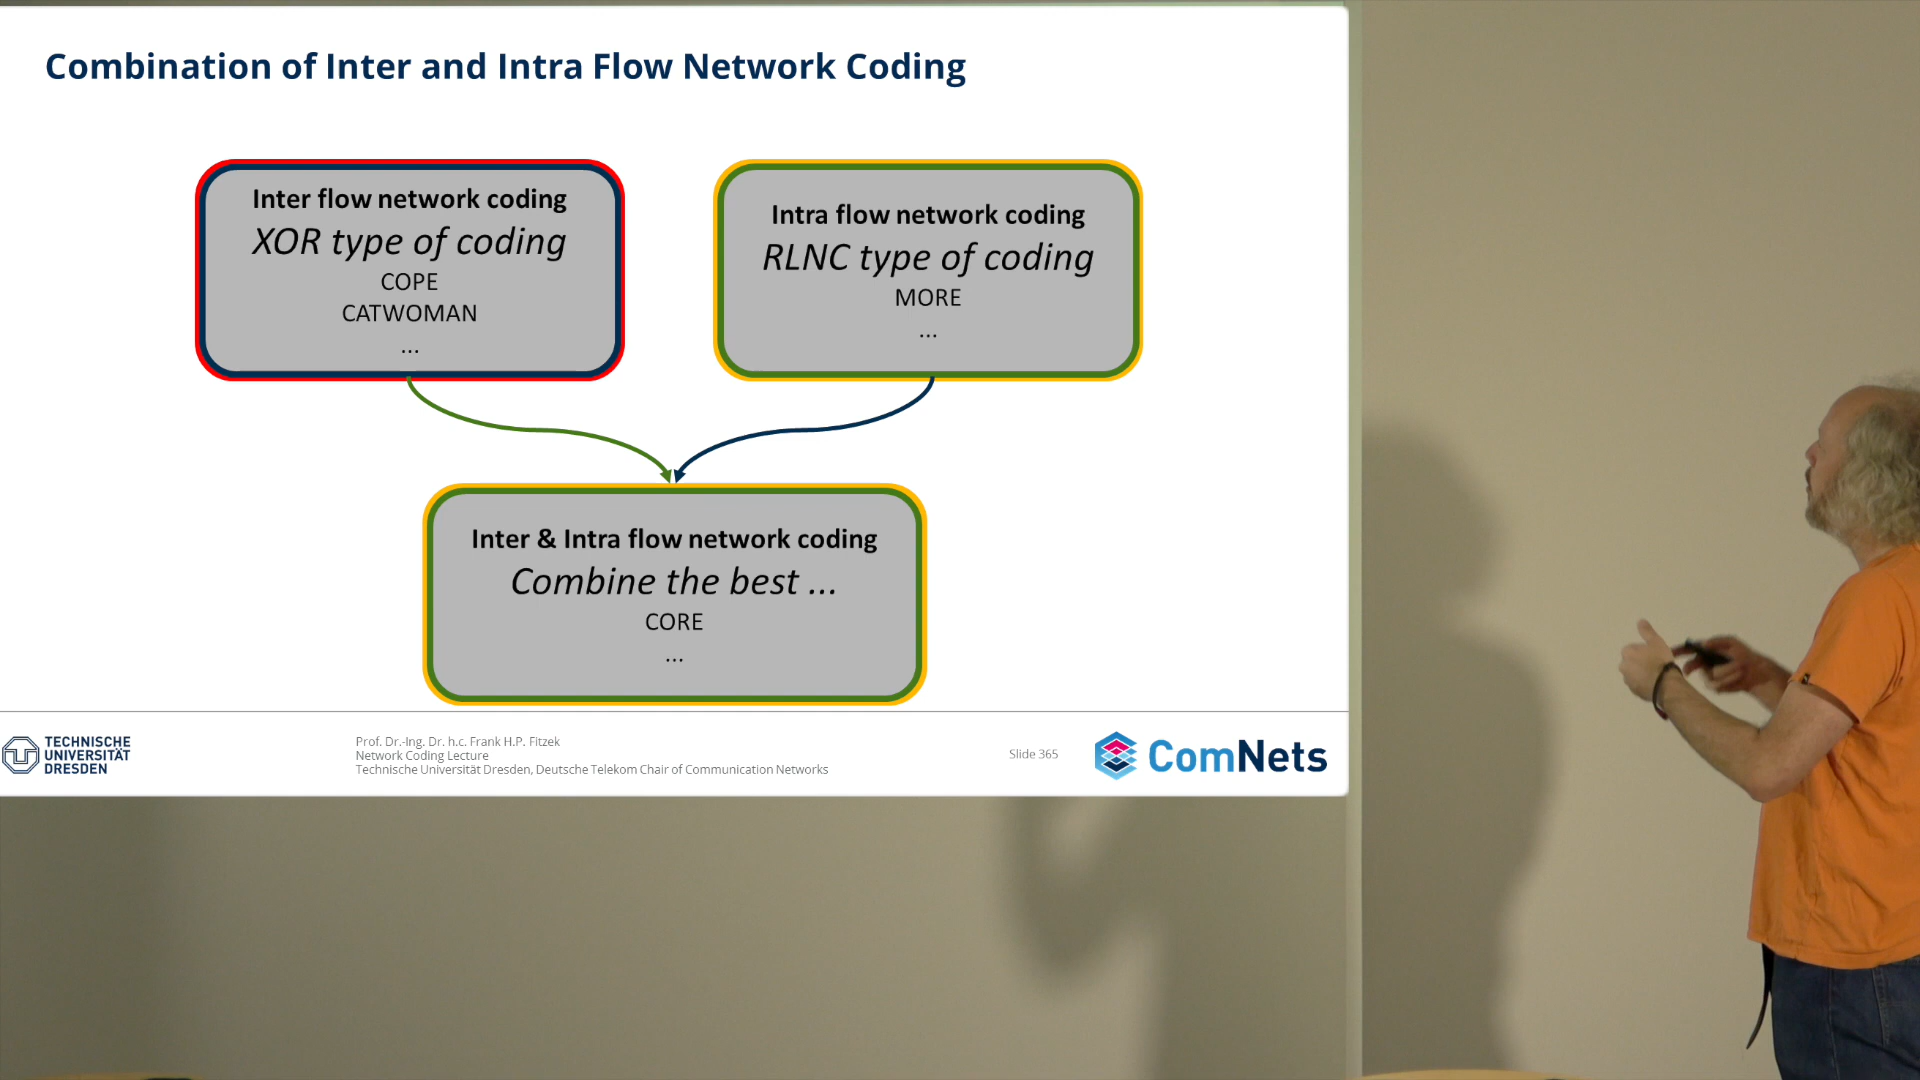 Combination of Inter and Intra Flow Network Coding
Inter flow network coding
XOR type of coding
COPE
CATWOMAN
...
Intra flow network coding
RLNC type of coding
MORE
...
Inter & Intra flow network coding
Combine the best ...
CORE
...
TECHNISCHE
UNIVERSITÄT
DRESDEN
Prof. Dr.-Ing. Dr. h.c. Frank H.P. Fitzek
Network Coding Lecture
Technische Universität Dresden, Deutsche Telekom Chair of Communication Networks
Slide 365
ComNets